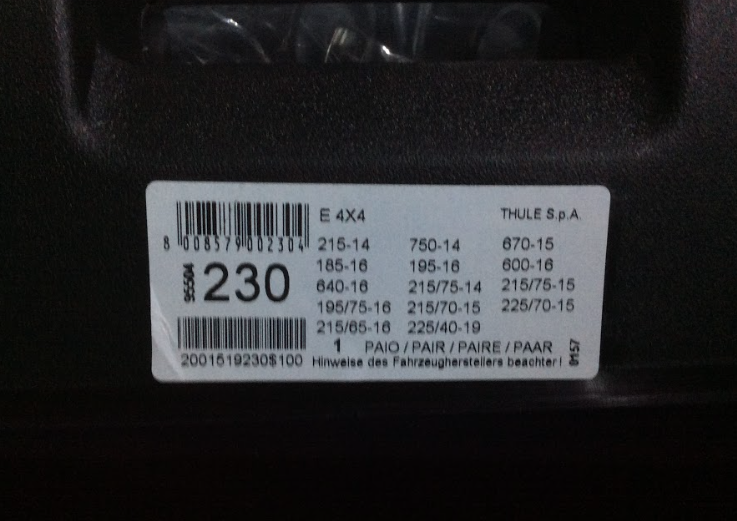 E 4X4 THULE S.p.A.
8 008579 002304
215-14 750-14 670-15
185-16 195-16 600-16
640-16 215/75-14 215/75-15
195/75-16 215/70-15 225/70-15
215/65-16 225/40-19
95504
230
2001519230$100
1 PAIO / PAIR / PAIRE / PAAR
Hinweise des Fahrzeugherstellers beachter!
0157